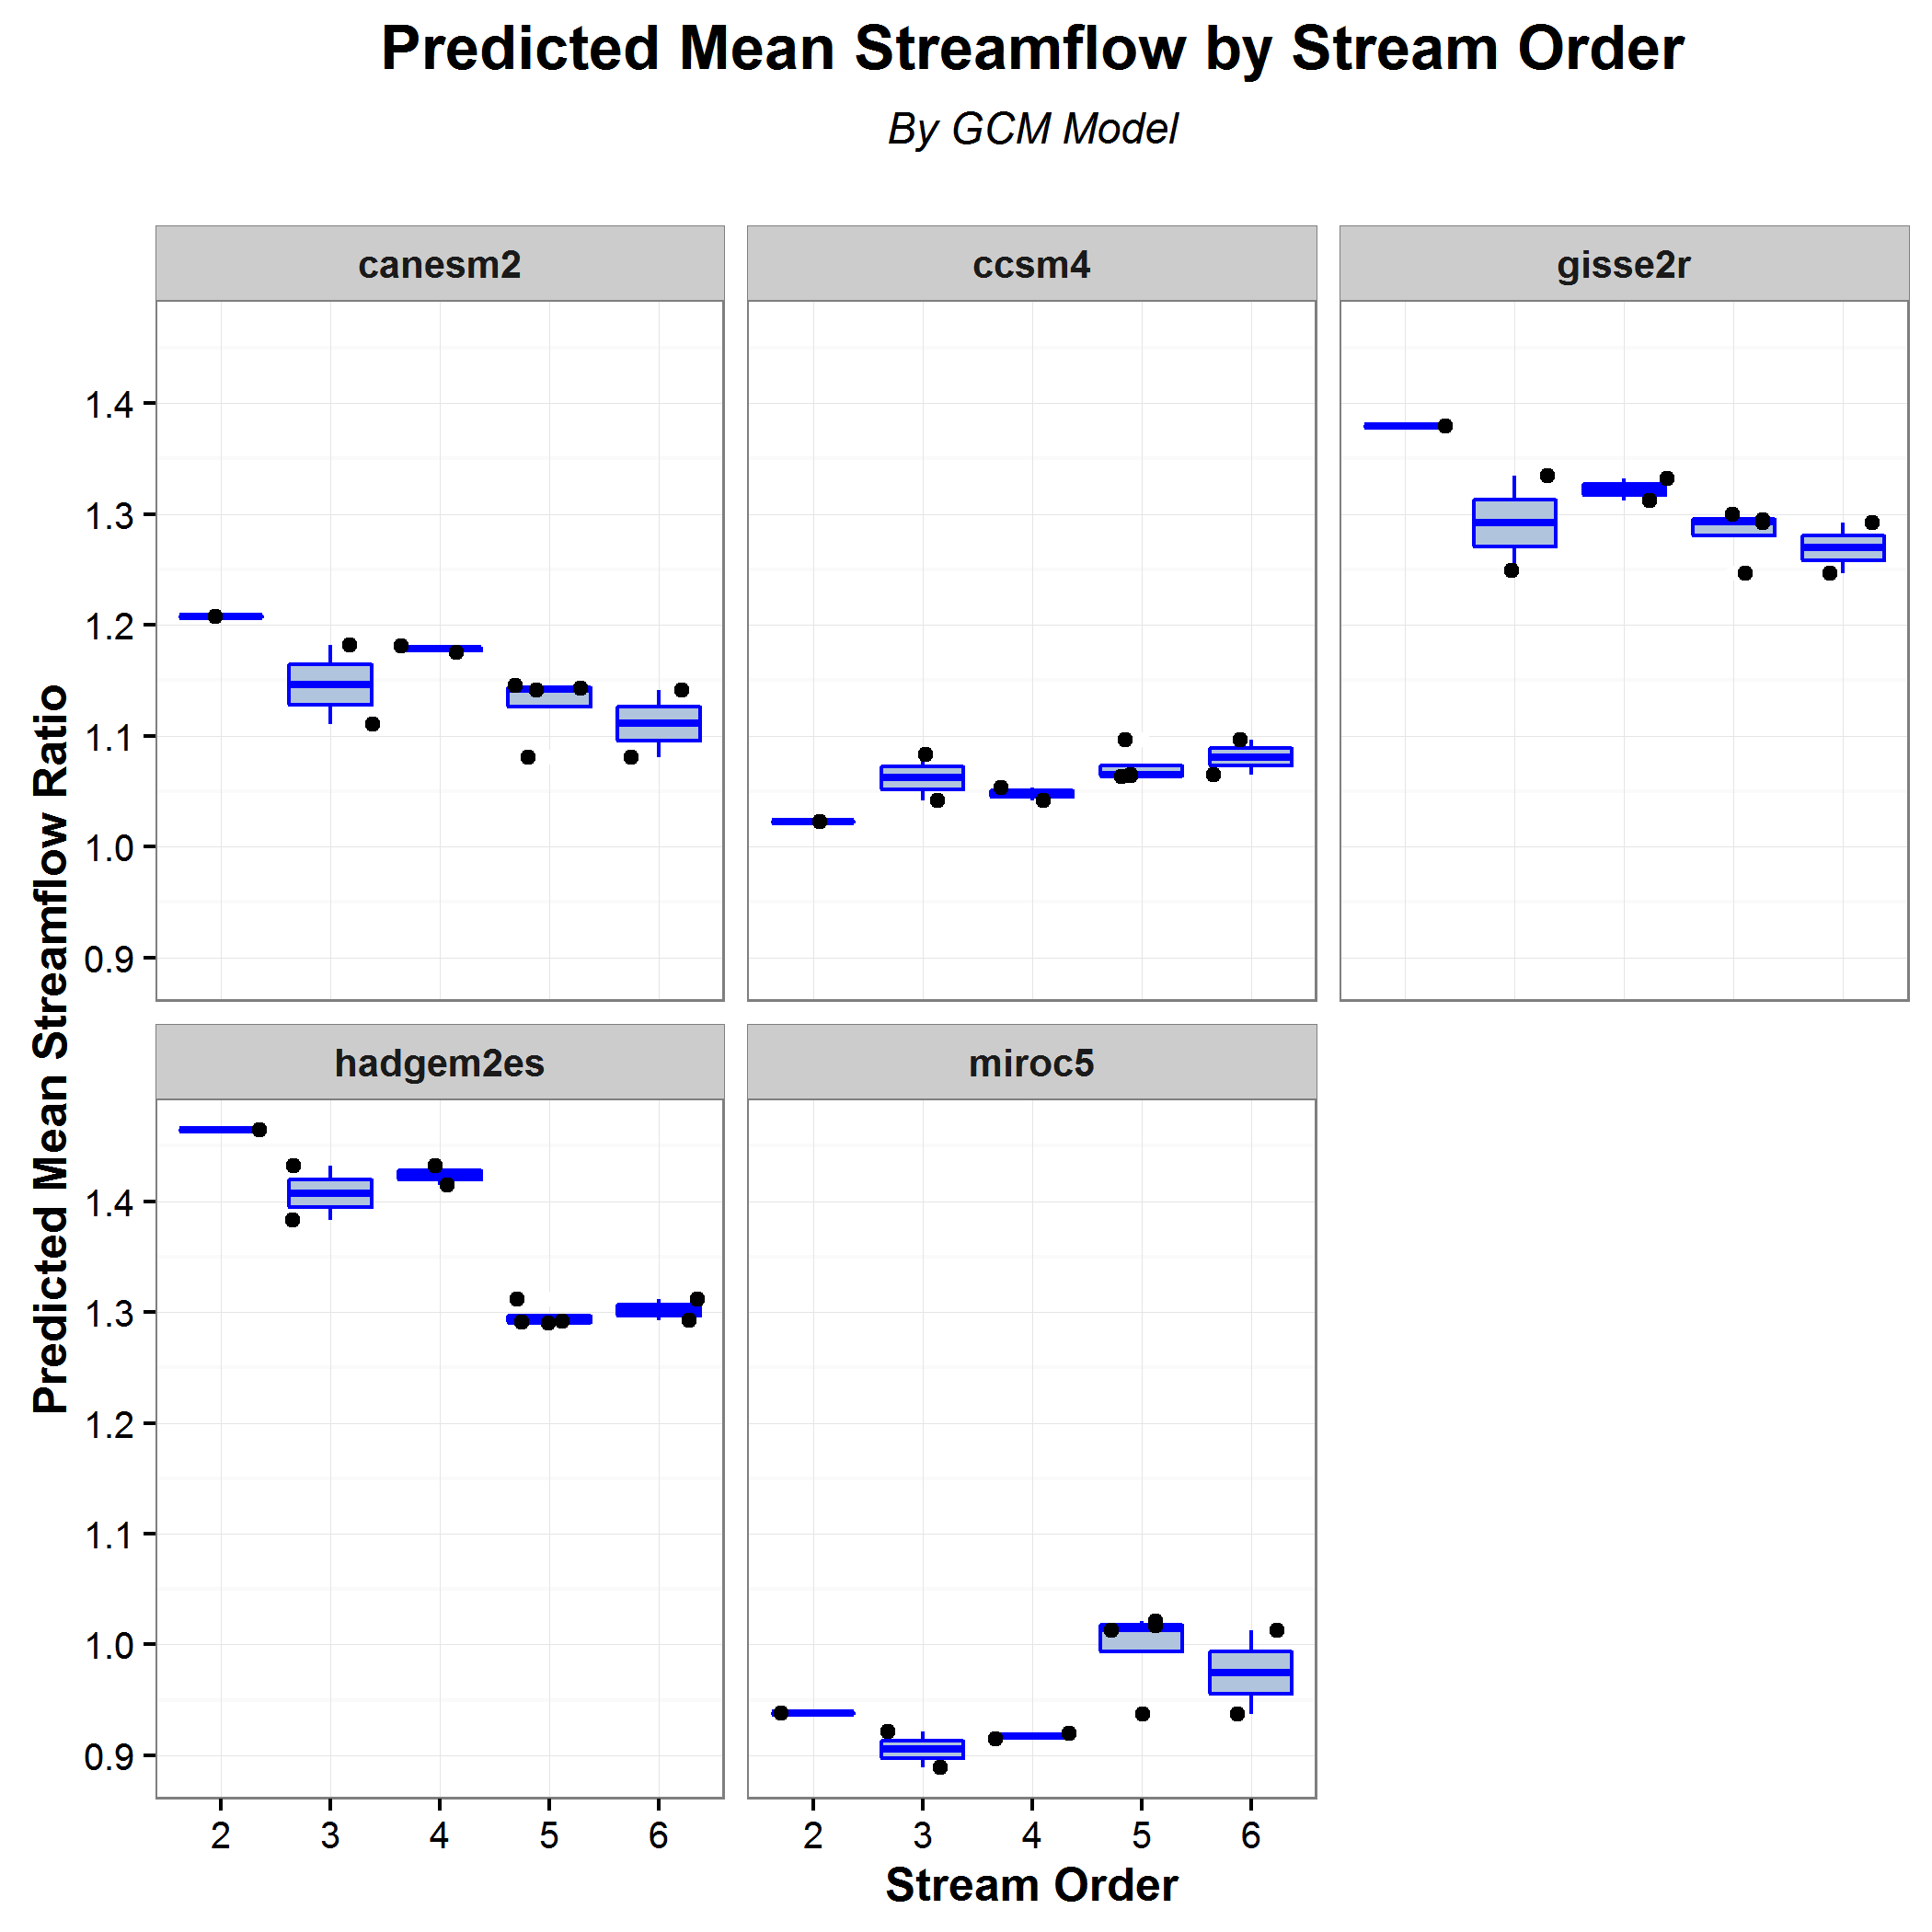 Predicted Mean Streamflow by Stream Order
By GCM Model
canesm2
ccsm4
gisse2r
1.4
1.3
1.2
1.1
1.0
0.9
Predicted Mean Streamflow Ratio
hadgem2es
miroc5
1.4
1.3
1.2
1.1
1.0
0.9
2 3 4 5 6
2 3 4 5 6
Stream Order